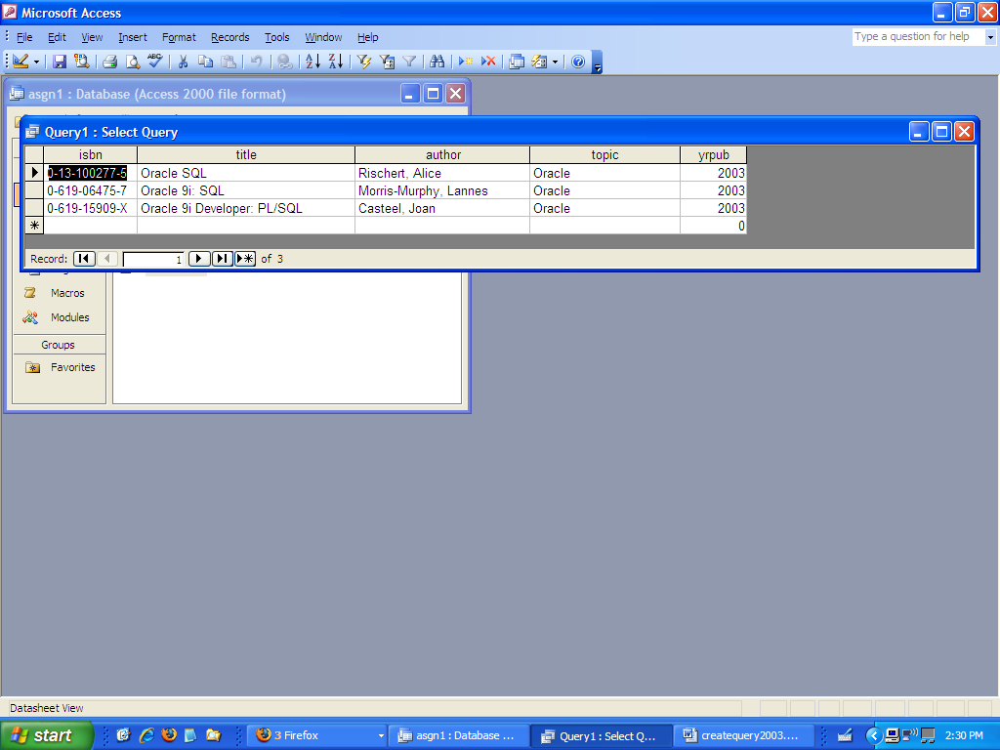 Microsoft Access
File Edit View Insert Format Records Tools Window Help Type a question for help
asgn1 : Database (Access 2000 file format)
Query1 : Select Query
isbn title author topic yrpub
0-13-100277-5 Oracle SQL Rischert, Alice Oracle 2003
0-619-06475-7 Oracle 9i: SQL Morris-Murphy, Lannes Oracle 2003
0-619-15909-X Oracle 9i Developer: PL/SQL Casteel, Joan Oracle 2003
0
Record: 1 of 3
Macros
Modules
Groups
Favorites
Datasheet View
start 3 Firefox asgn1 : Database ... Query1 : Select Q... createquery2003.... 2:30 PM